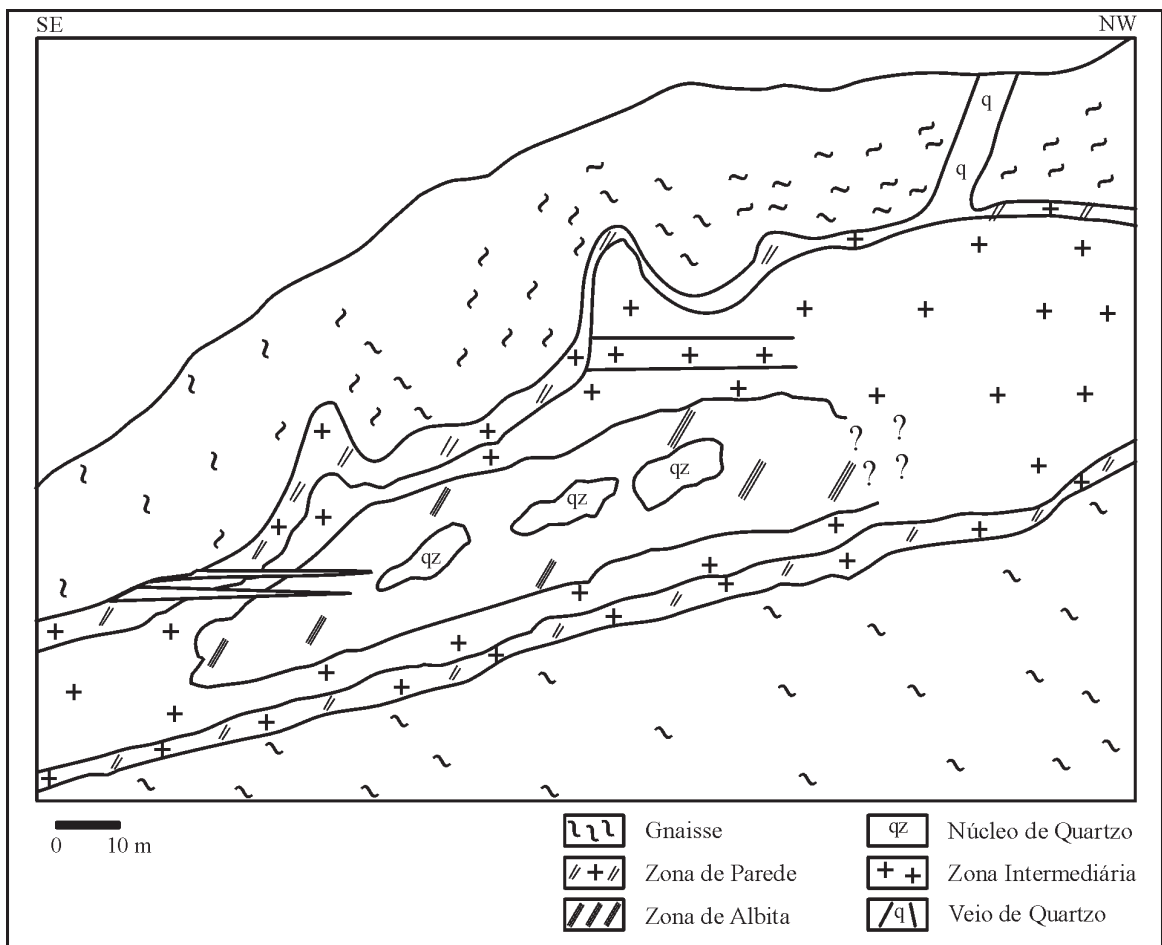 SE NW
q
q
? ?
? ?
qz
qz
qz
0 10 m
Gnaisse
Zona de Parede
Zona de Albita
qz Núcleo de Quartzo
Zona Intermediária
q Veio de Quartzo